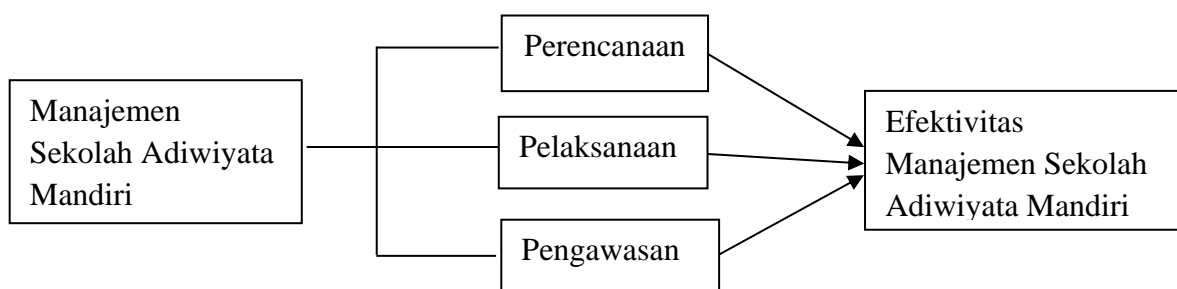 Manajemen
Sekolah Adiwiyata
Mandiri
Perencanaan
Pelaksanaan
Pengawasan
Efektivitas
Manajemen Sekolah
Adiwiyata Mandiri